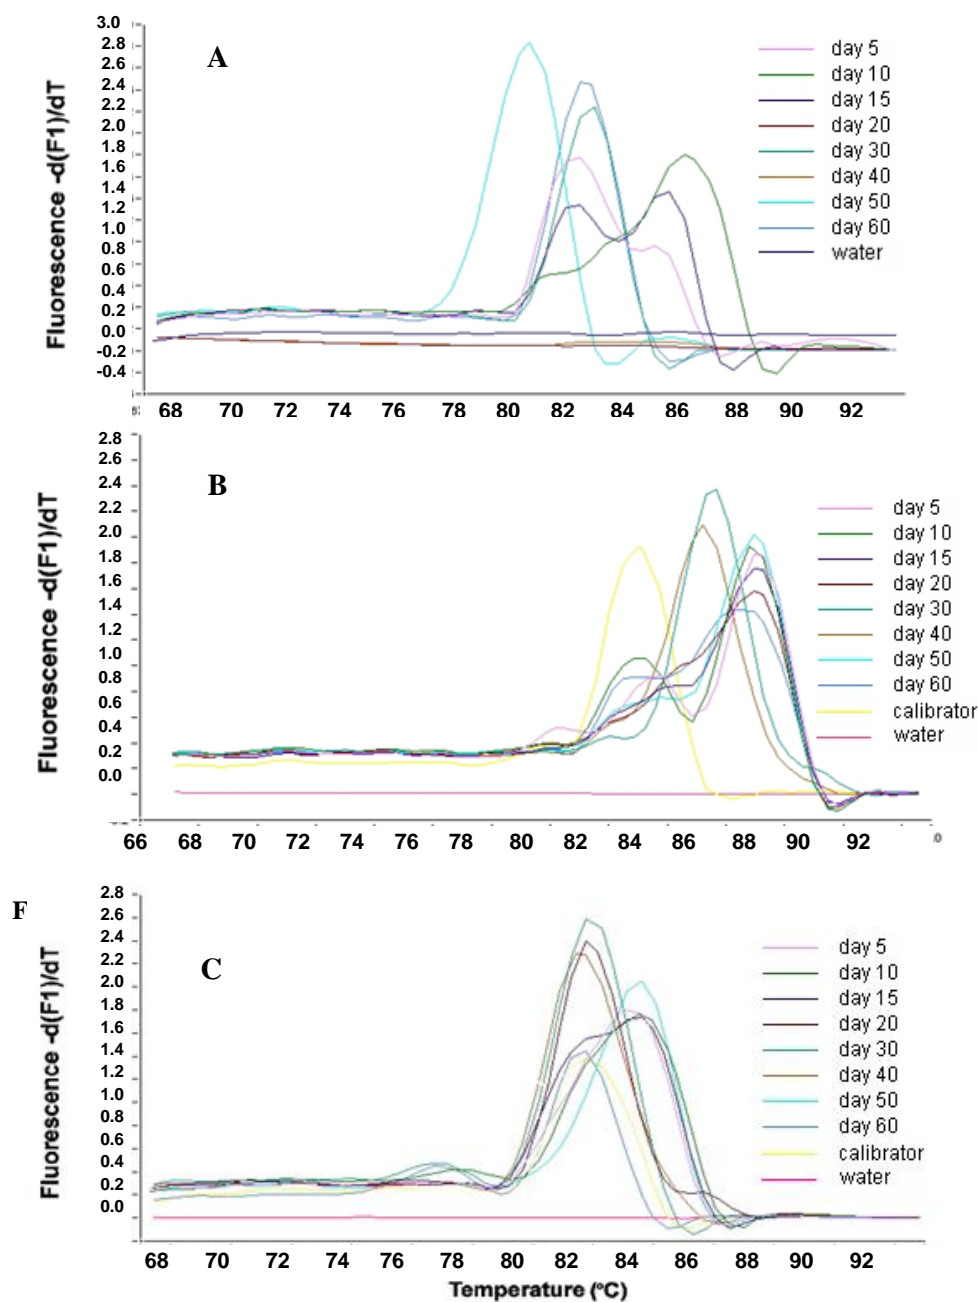 3.0
2.8
2.6
2.4
2.2
2.0
1.8
1.6
1.4
1.2
1.0
0.8
0.6
0.4
0.2
0.0
-0.2
-0.4
Fluorescence -d(F1)/dT
A
day 5
day 10
day 15
day 20
day 30
day 40
day 50
day 60
water
68 70 72 74 76 78 80 82 84 86 88 90 92
2.8
2.6
2.4
2.2
2.0
1.8
1.6
1.4
1.2
1.0
0.8
0.6
0.4
0.2
0.0
Fluorescence -d(F1)/dT
B
day 5
day 10
day 15
day 20
day 30
day 40
day 50
day 60
calibrator
water
66 68 70 72 74 76 78 80 82 84 86 88 90 92
F
2.8
2.6
2.4
2.2
2.0
1.8
1.6
1.4
1.2
1.0
0.8
0.6
0.4
0.2
0.0
Fluorescence -d(F1)/dT
C
day 5
day 10
day 15
day 20
day 30
day 40
day 50
day 60
calibrator
water
68 70 72 74 76 78 80 82 84 86 88 90 92
Temperature (°C)